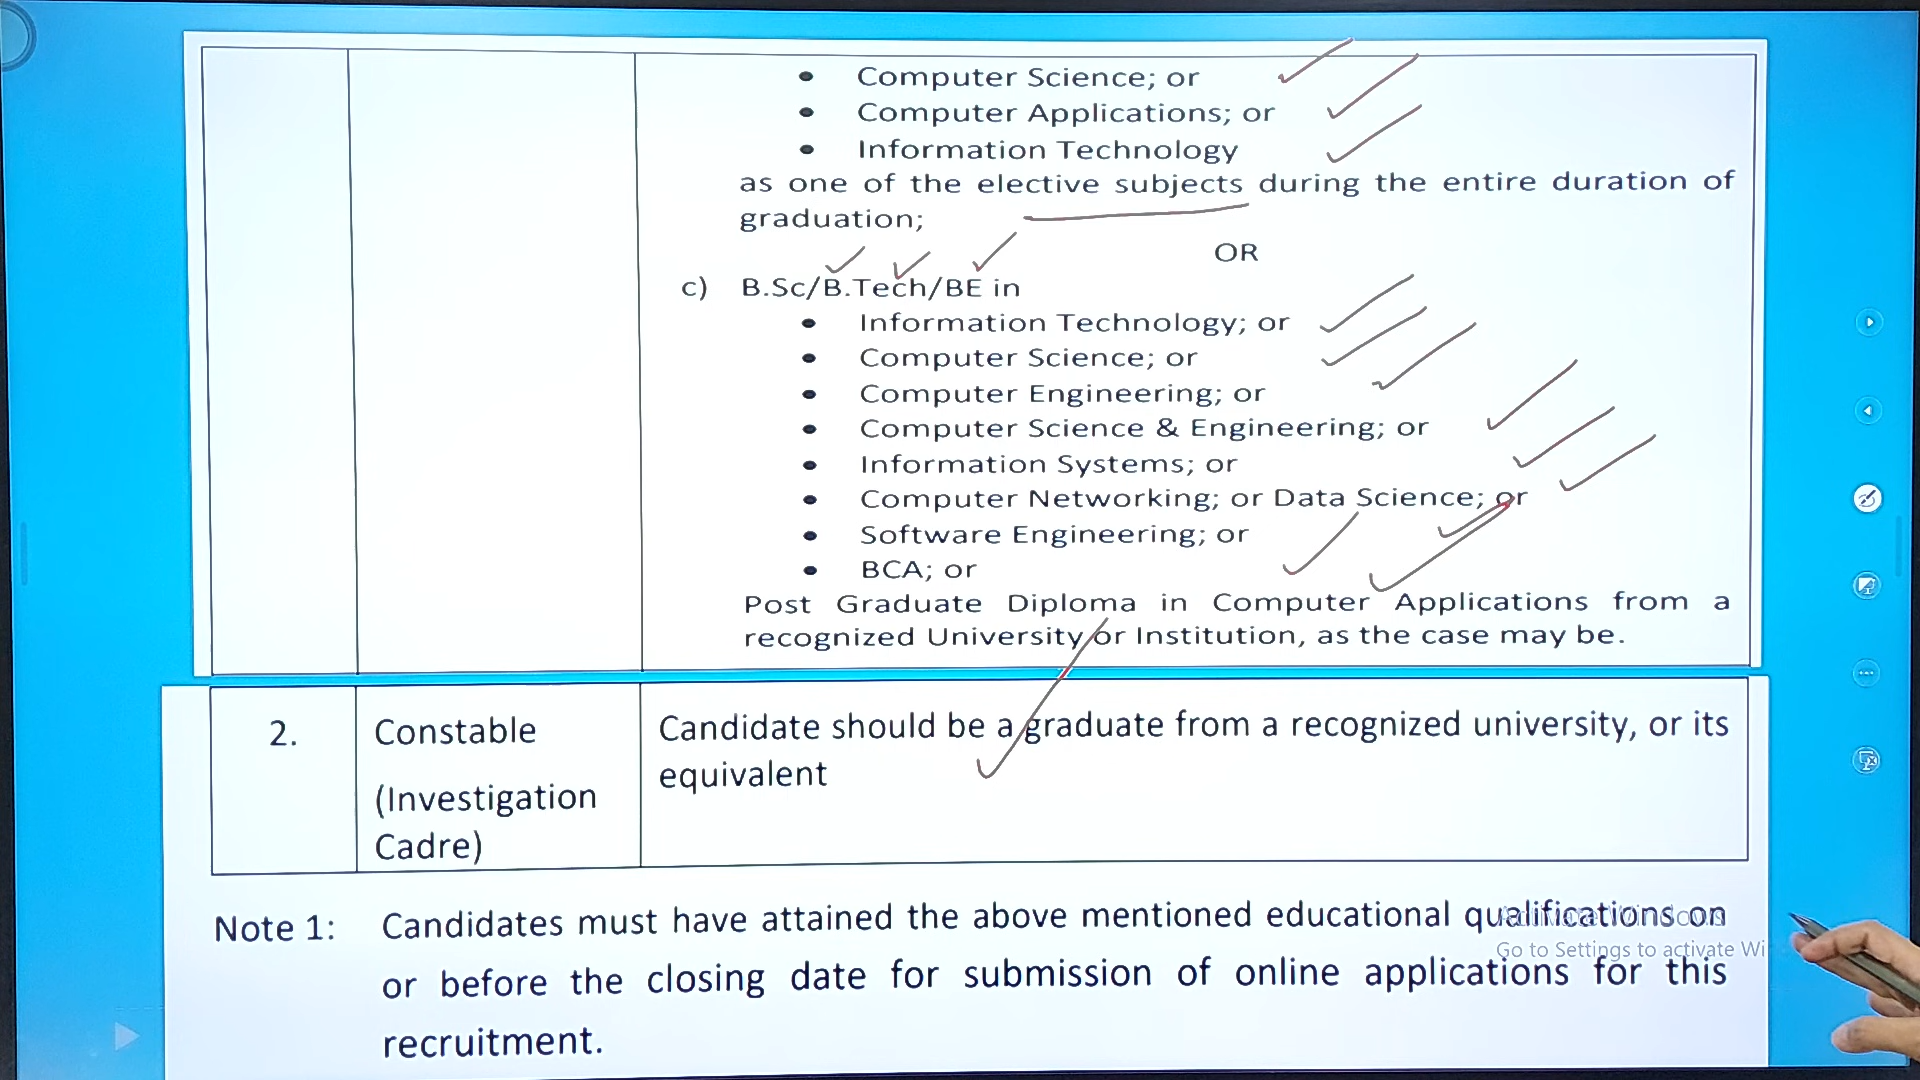 • Computer Science; or
• Computer Applications; or
• Information Technology
as one of the elective subjects during the entire duration of
graduation;
OR
c) B.Sc/B.Tech/BE in
• Information Technology; or
• Computer Science; or
• Computer Engineering; or
• Computer Science & Engineering; or
• Information Systems; or
• Computer Networking; or Data Science; or
• Software Engineering; or
• BCA; or
Post Graduate Diploma in Computer Applications from a
recognized University or Institution, as the case may be.
2. Constable
(Investigation
Cadre)
Candidate should be a graduate from a recognized university, or its
equivalent
Note 1: Candidates must have attained the above mentioned educational qualifications on
or before the closing date for submission of online applications for this
recruitment.
Activate Windows
Go to Settings to activate Wi